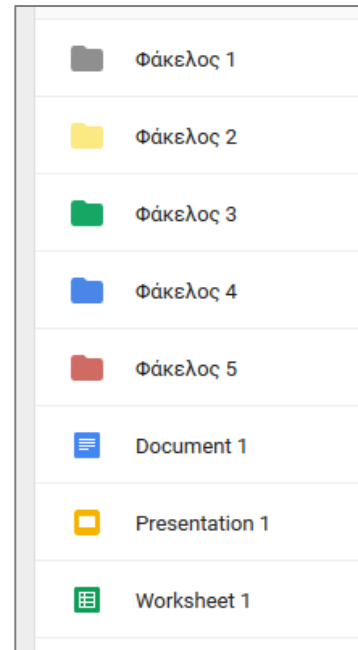 Φάκελος 1
Φάκελος 2
Φάκελος 3
Φάκελος 4
Φάκελος 5
Document 1
Presentation 1
Worksheet 1